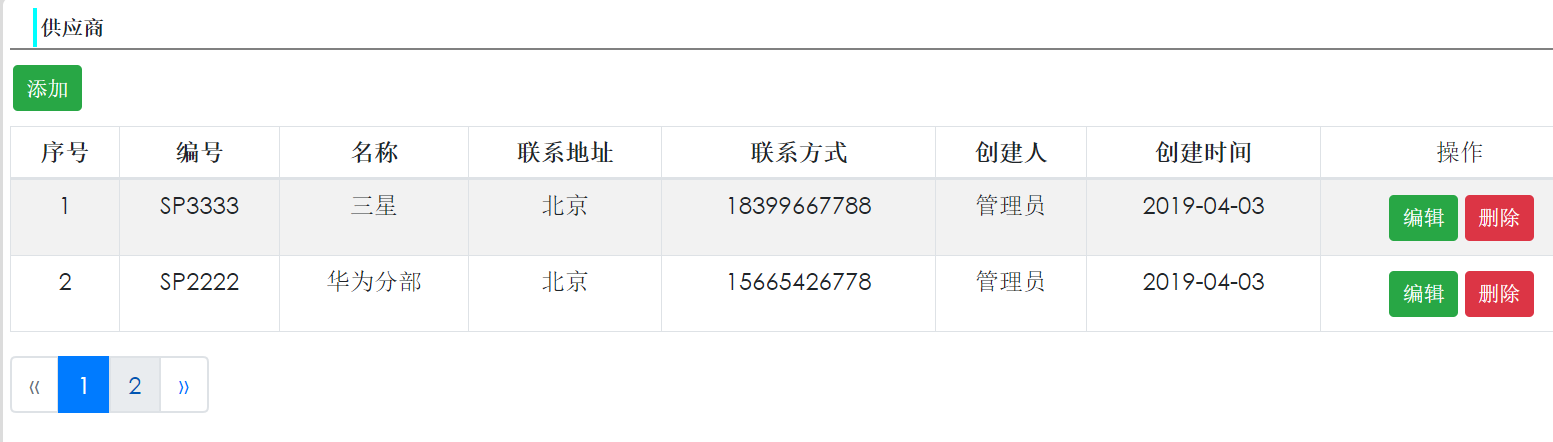 供应商
添加
序号 编号 名称 联系地址 联系方式 创建人 创建时间 操作
1 SP3333 三星 北京 18399667788 管理员 2019-04-03 编辑 删除
2 SP2222 华为分部 北京 15665426778 管理员 2019-04-03 编辑 删除
« 1 2 »